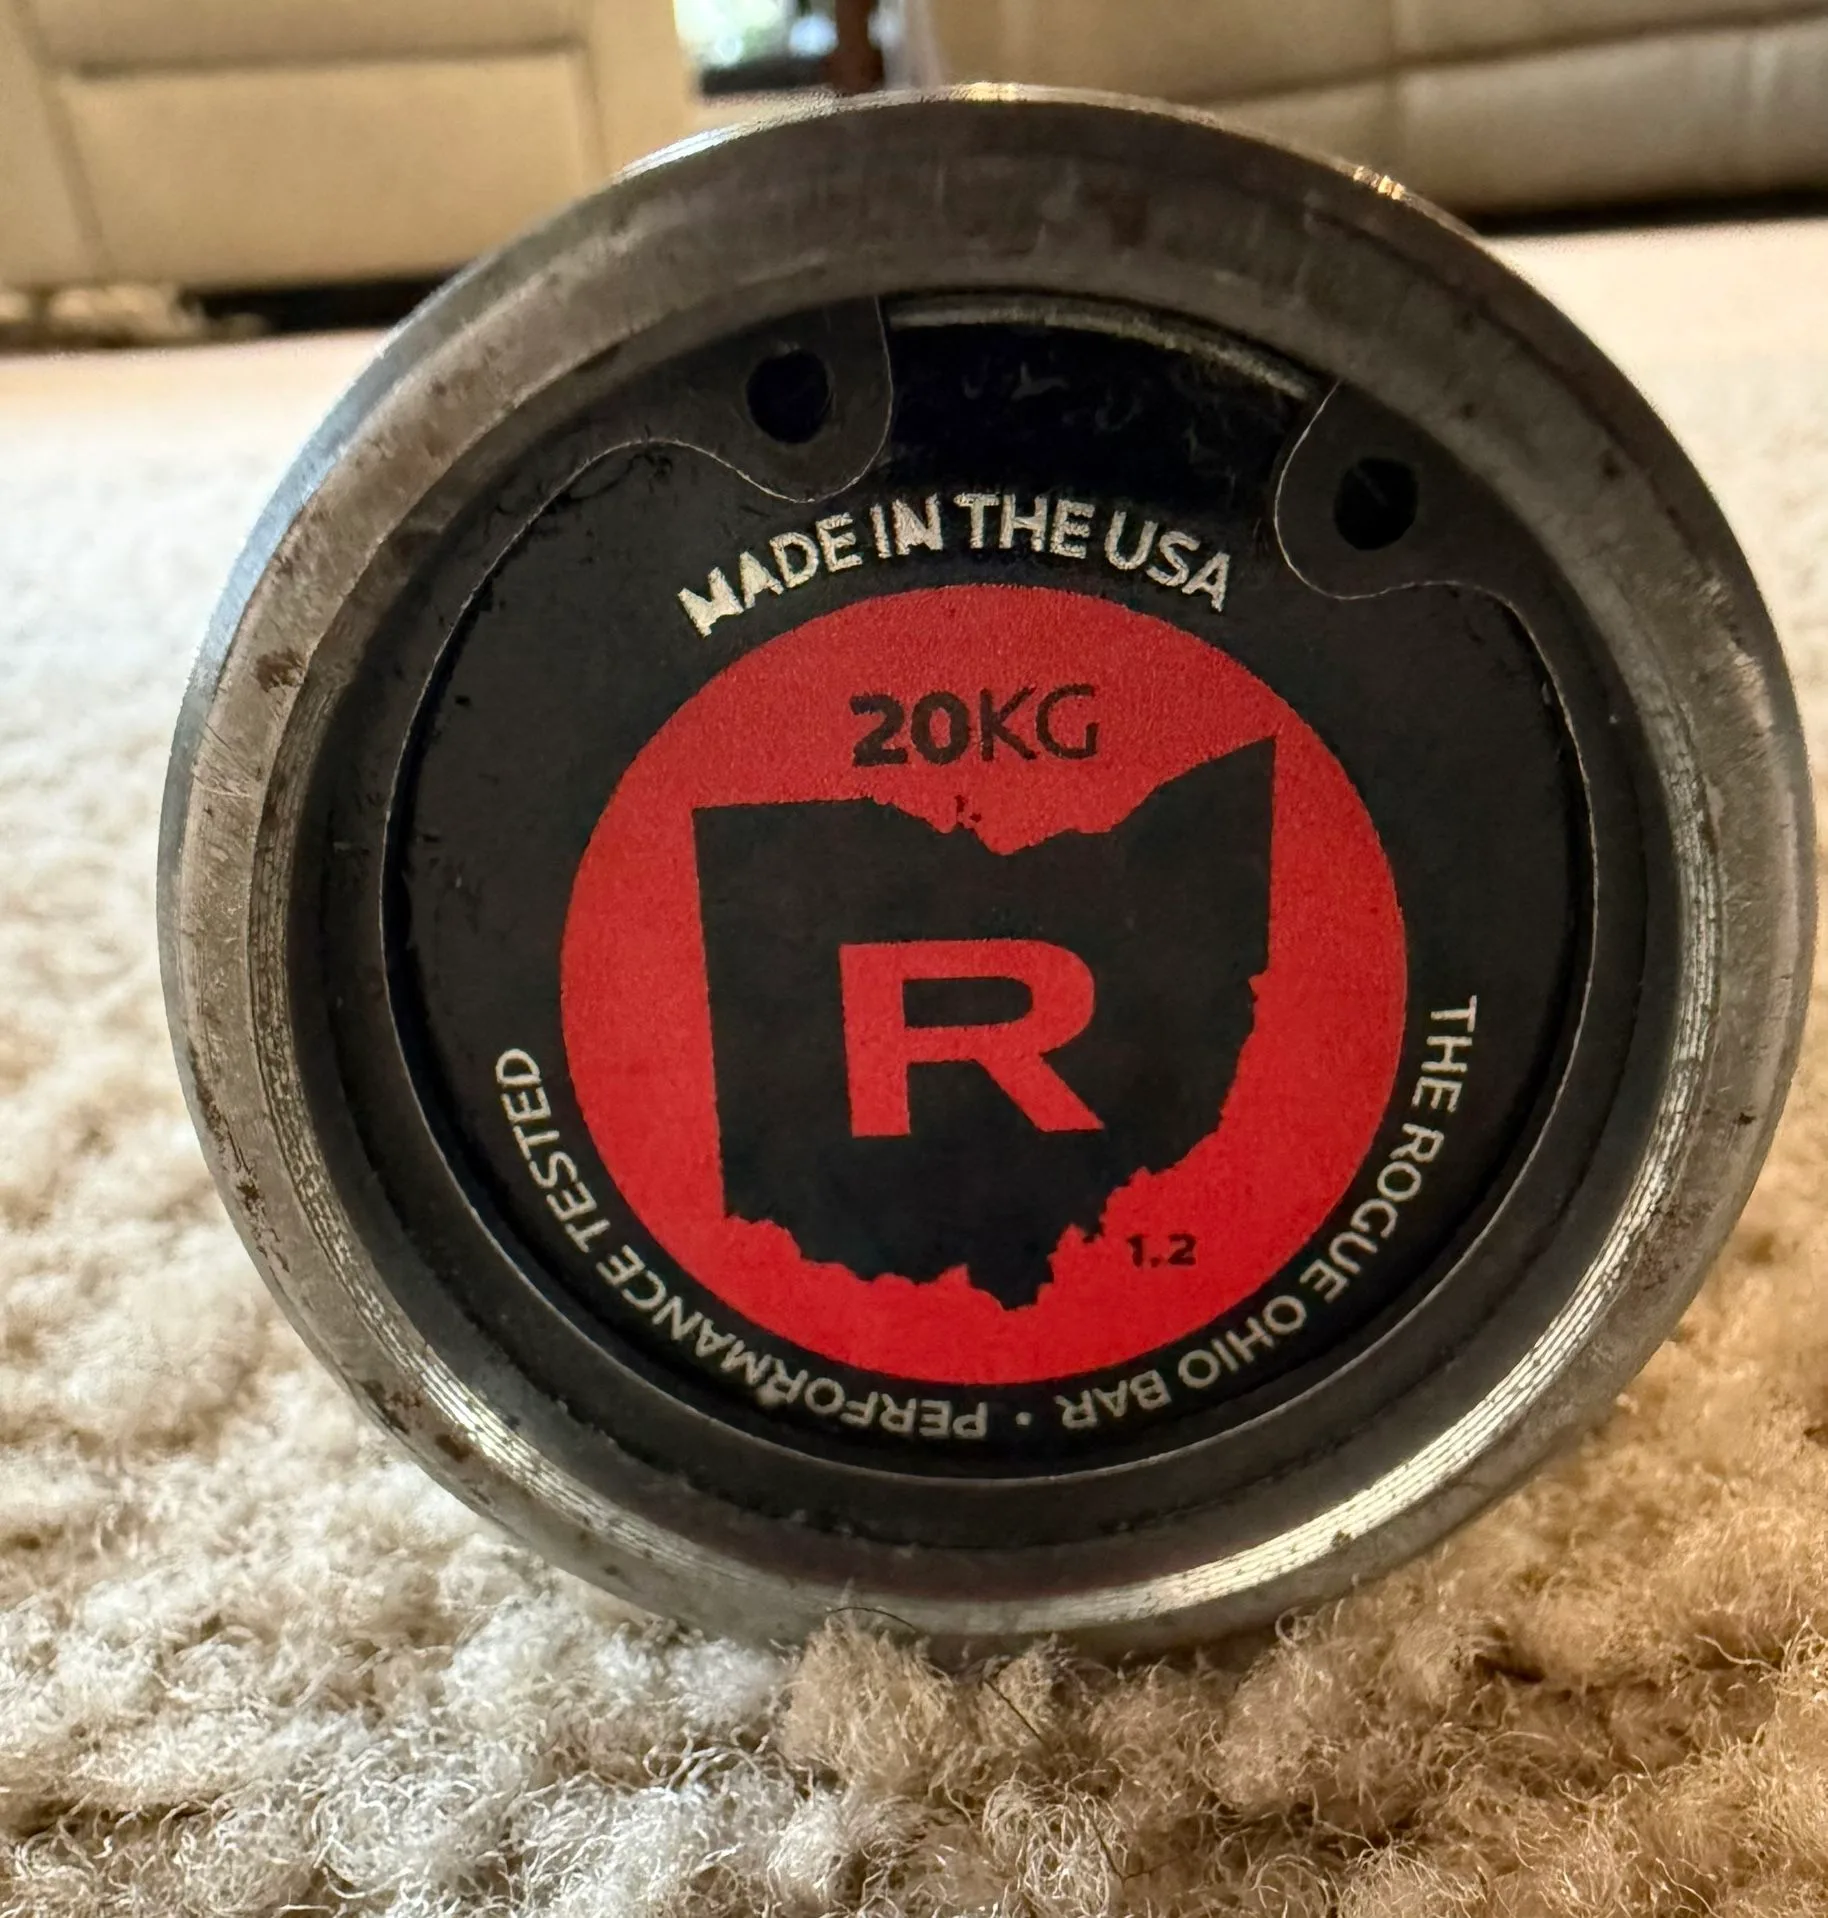 MADE IN THE USA
20KG
R
1.2
THE ROGUE OHIO BAR • PERFORMANCE TESTED